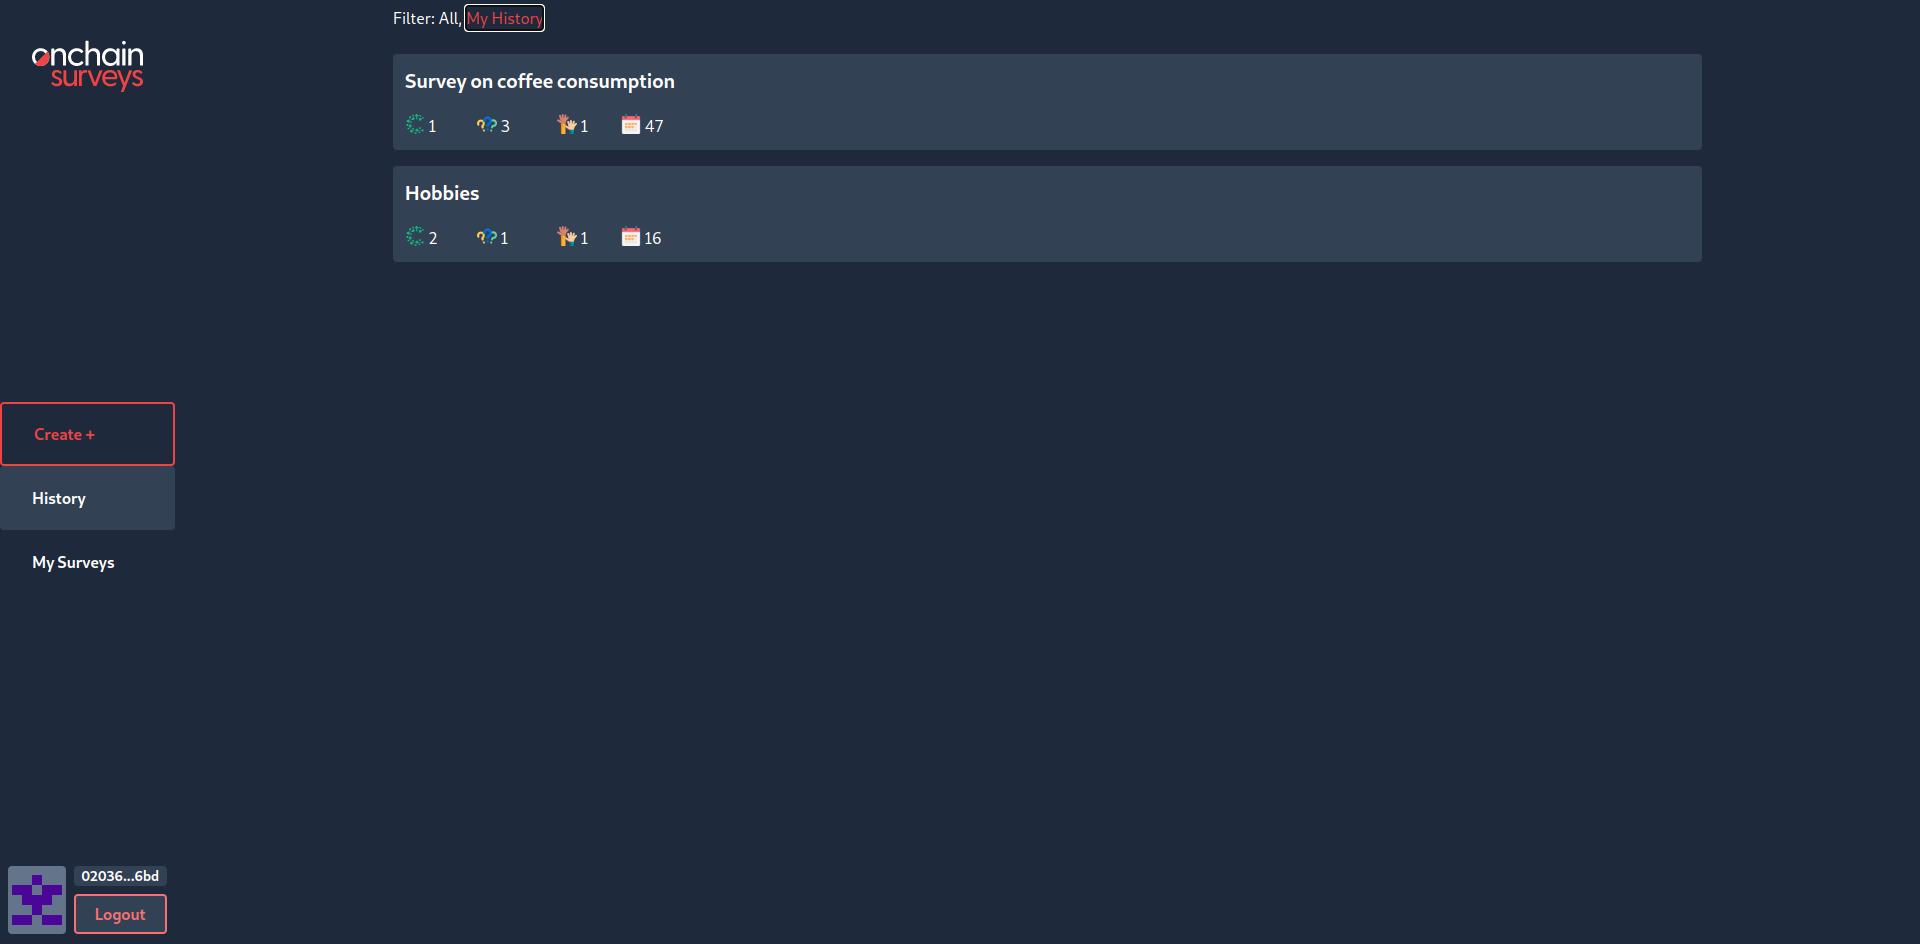 Filter: All, My History
onchain
surveys
Survey on coffee consumption
1 3 1 47
Hobbies
2 1 1 16
Create +
History
My Surveys
02036...6bd
Logout